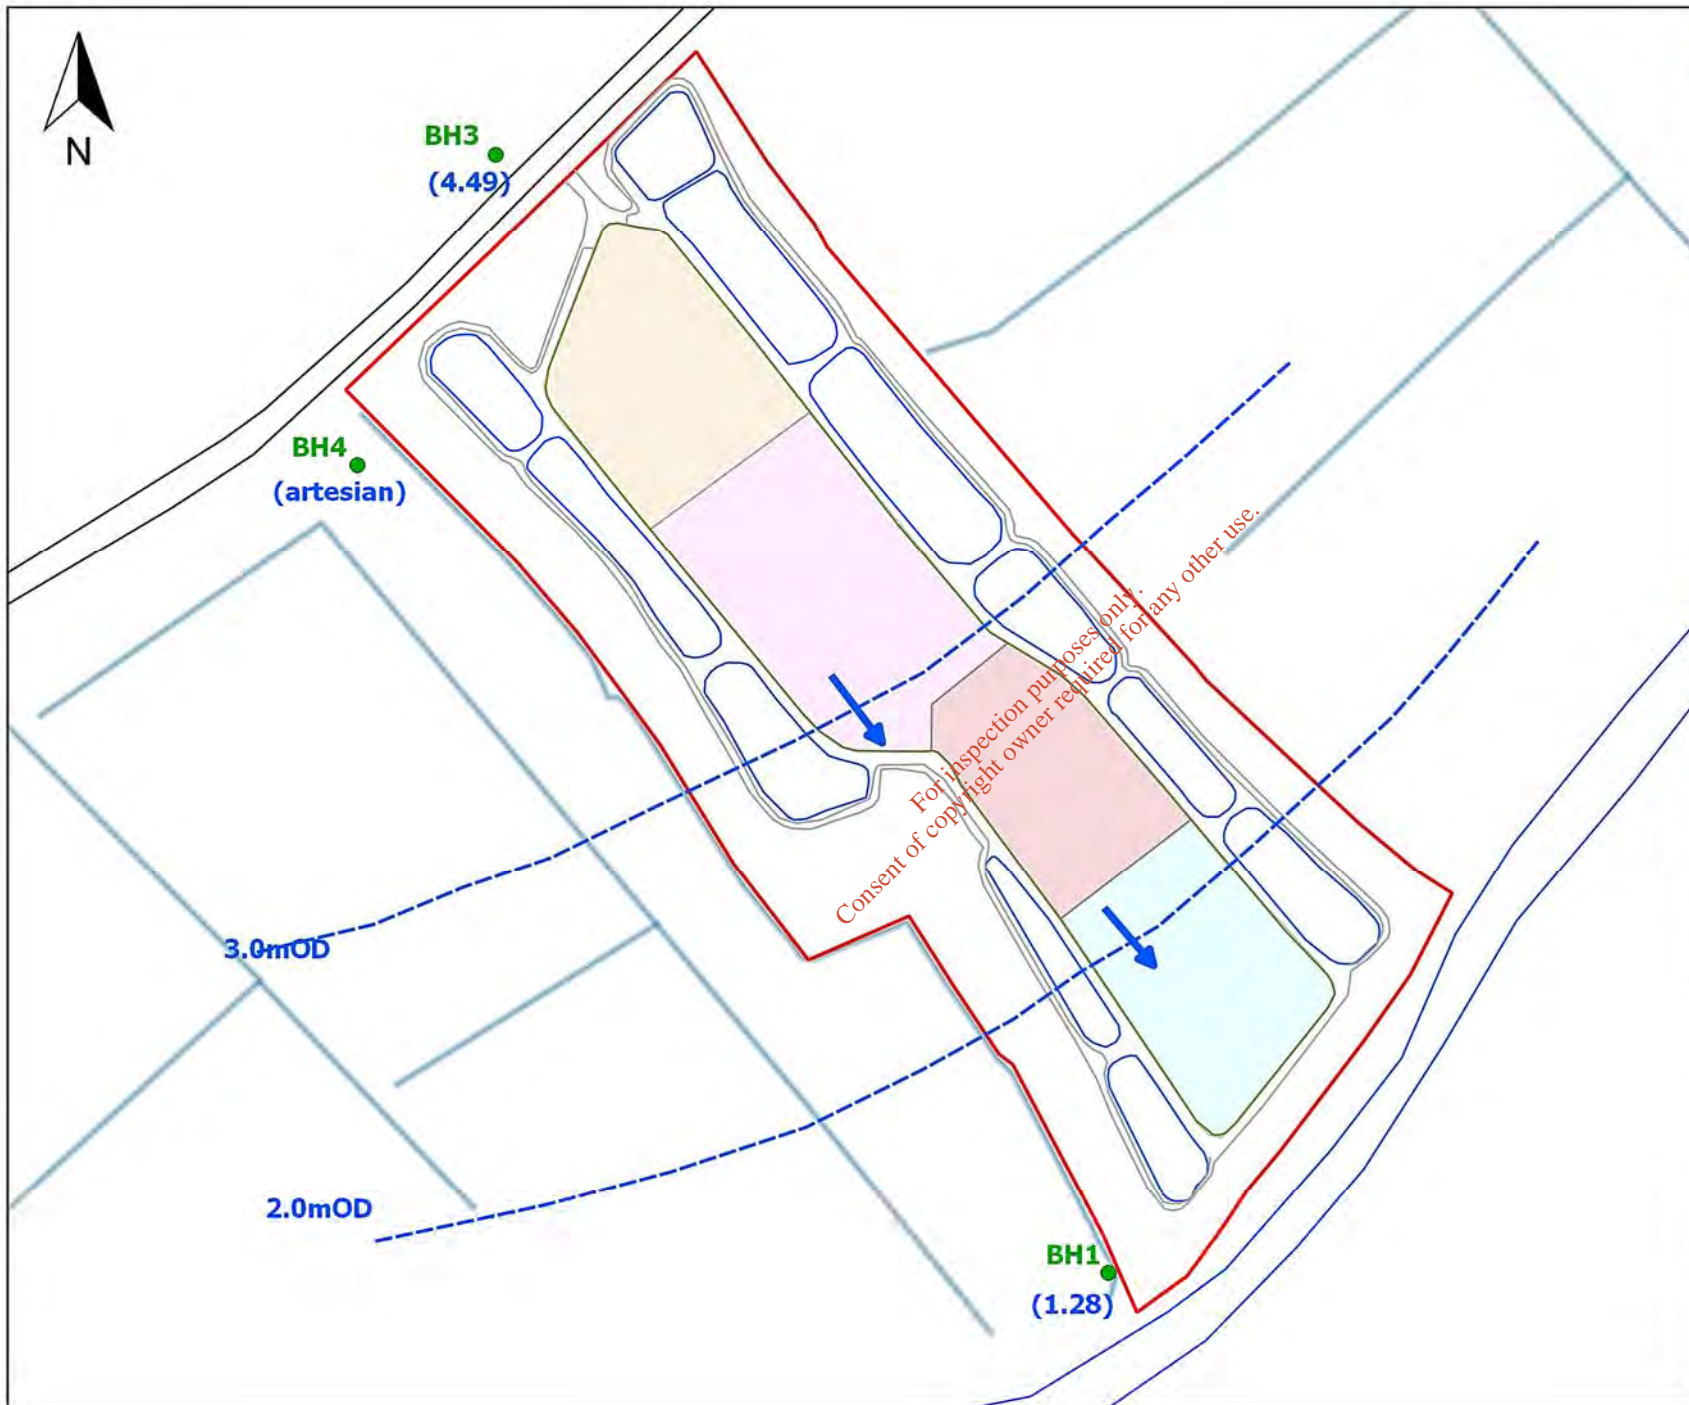 N
BH3
(4.49)
BH4
(artesian)
For inspection purposes only.
Consent of copyright owner required for any other use.
3.0mOD
2.0mOD
BH1
(1.28)